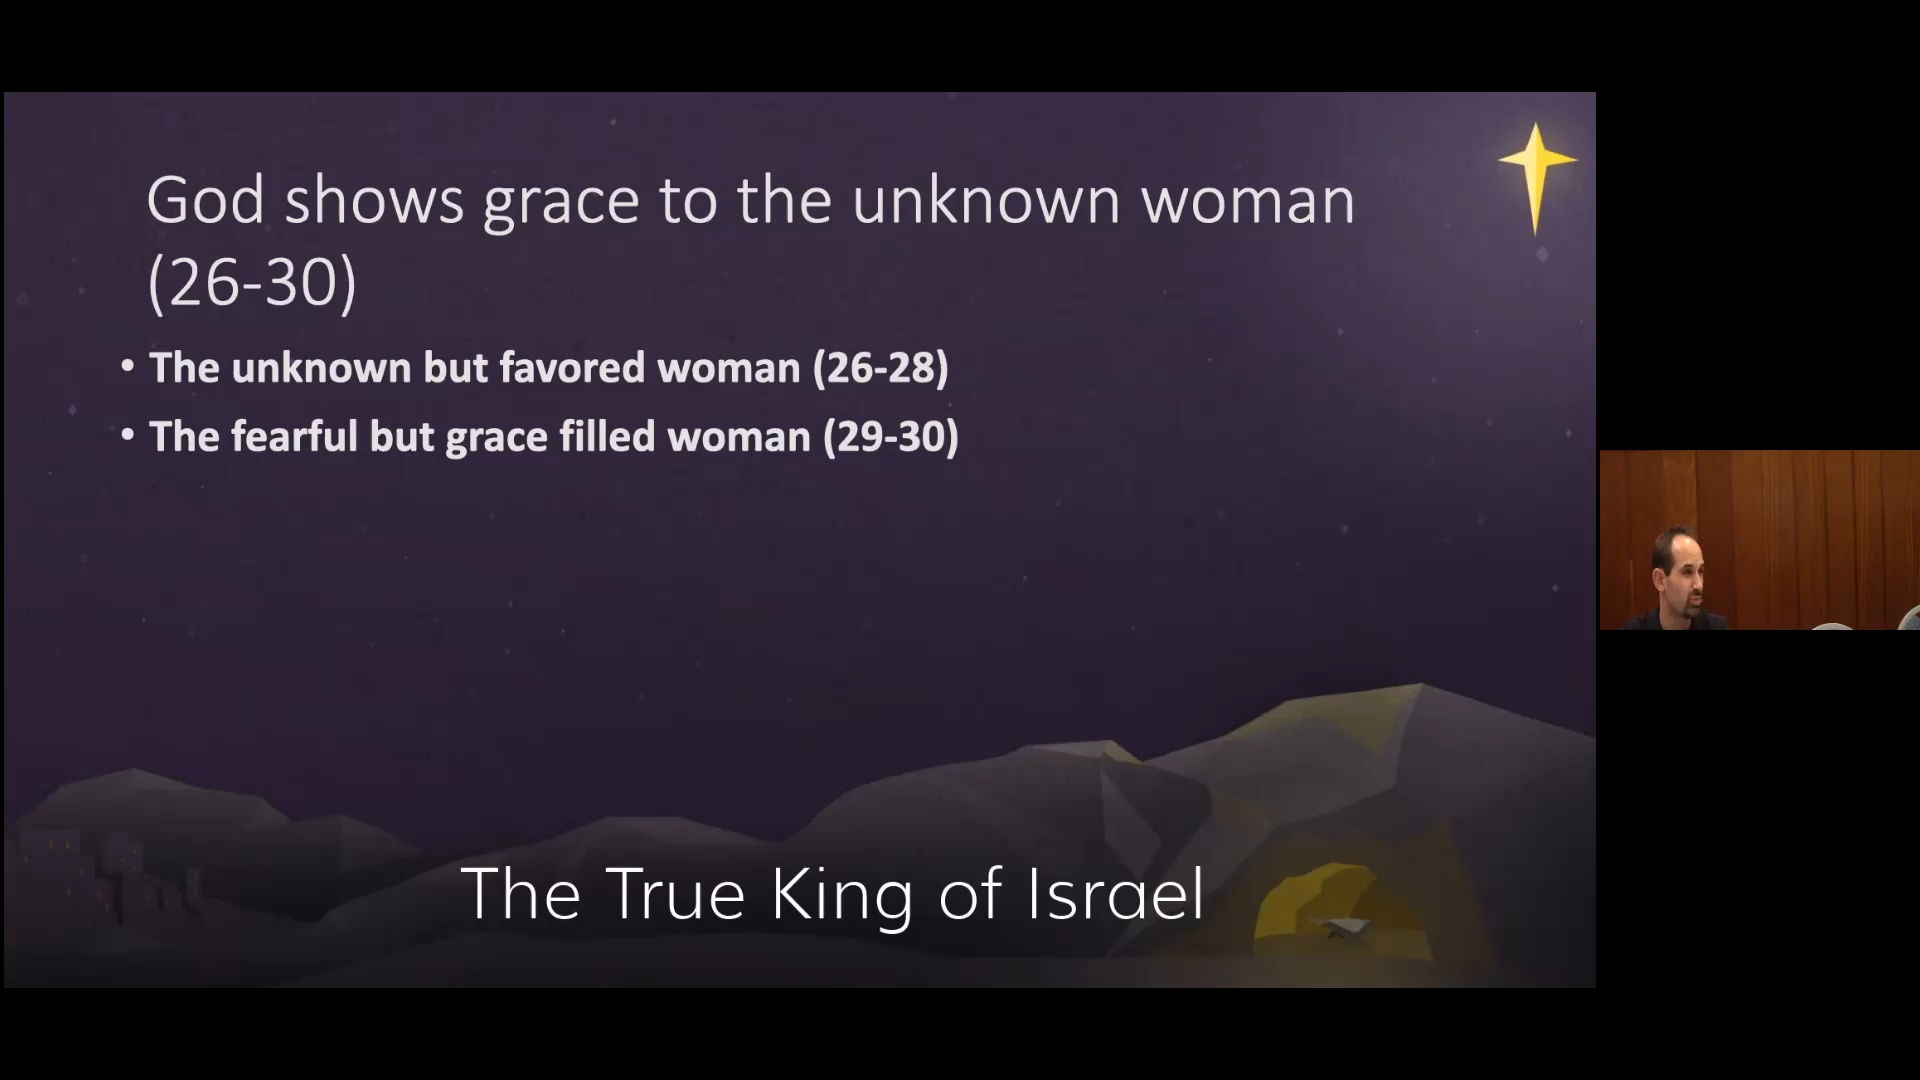 God shows grace to the unknown woman
(26-30)
• The unknown but favored woman (26-28)
• The fearful but grace filled woman (29-30)
The True King of Israel